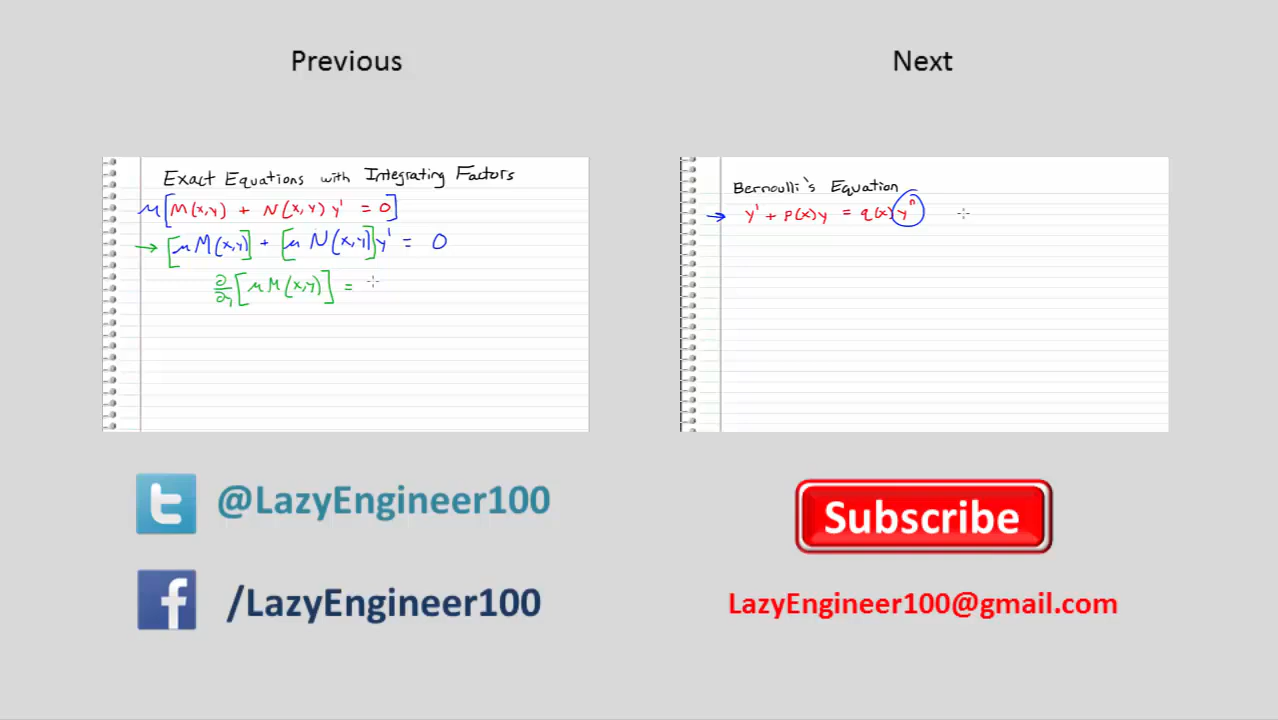 Previous
Next
Exact Equations with Integrating Factors
μ[M(x,y) + N(x,y) y' = 0]
→ [μM(x,y)] + [μ N(x,y)]y' = 0
∂/∂y [μM(x,y)] =
Bernoulli's Equation
→ y' + p(x)y = q(x)y^n
@LazyEngineer100
/LazyEngineer100
Subscribe
LazyEngineer100@gmail.com